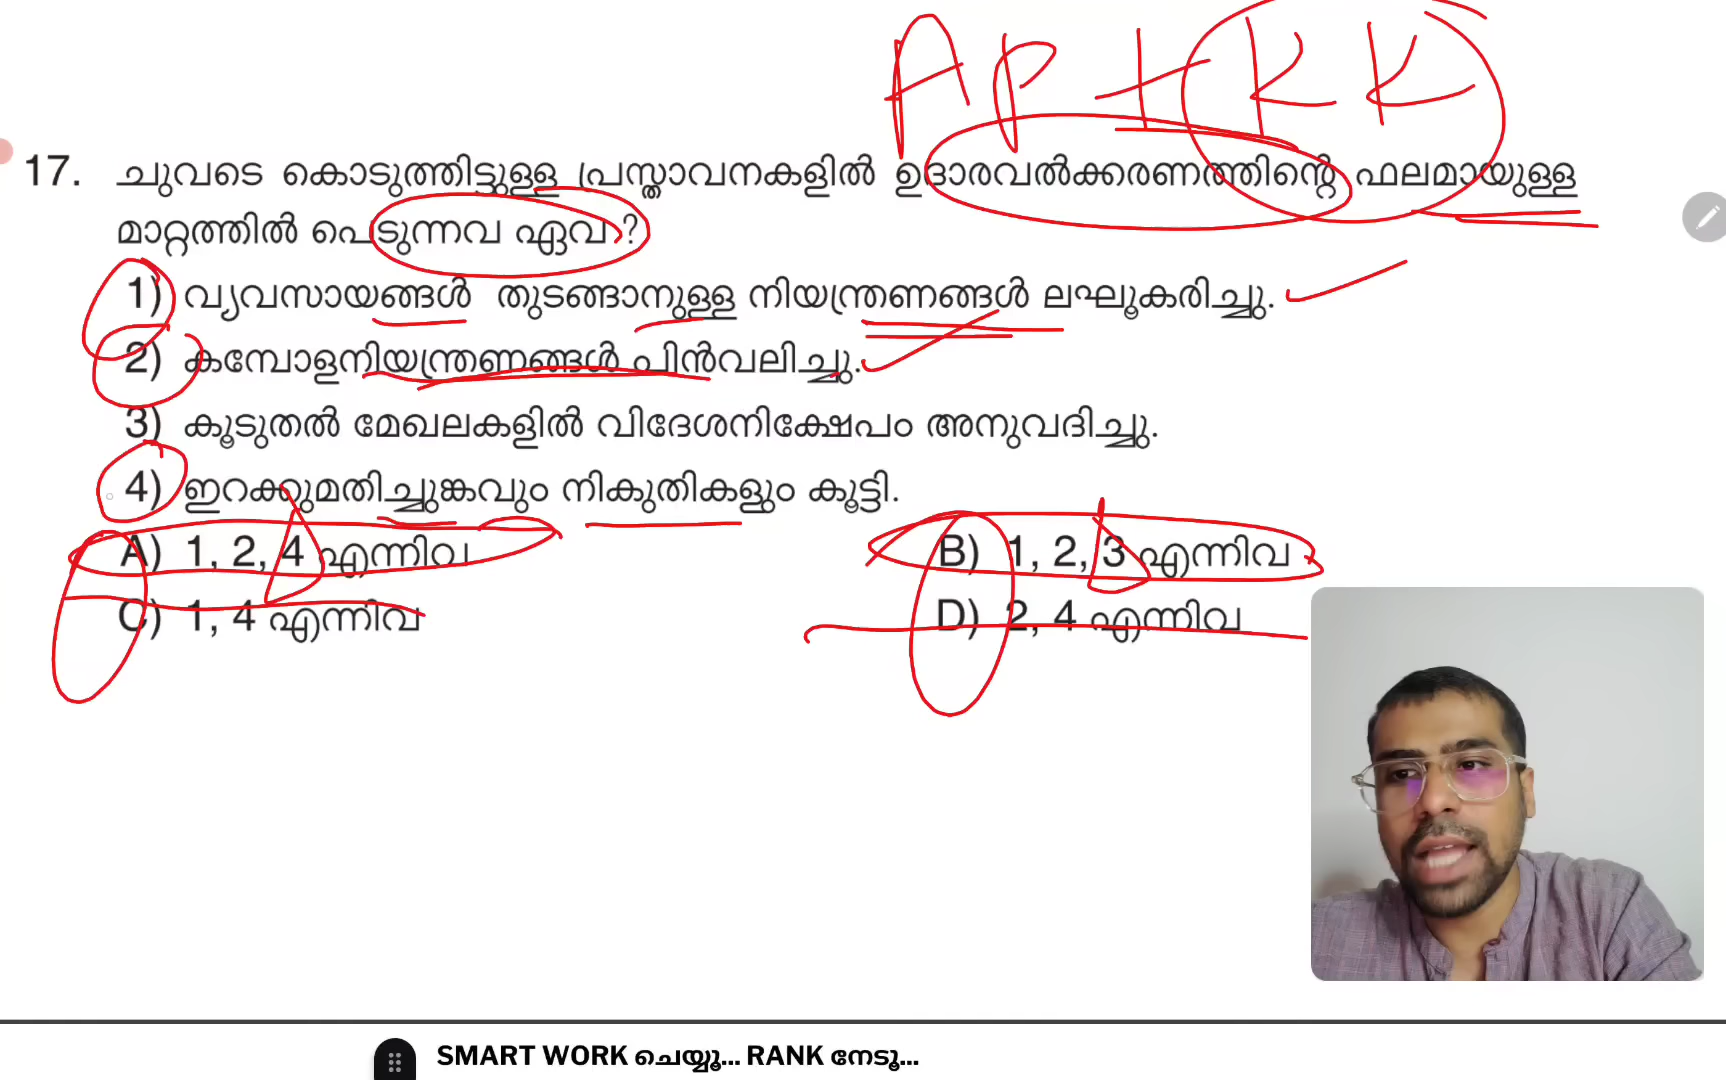 AP + KK
17. ചുവടെ കൊടുത്തിട്ടുള്ള പ്രസ്താവനകളിൽ ഉദാരവൽക്കരണത്തിന്റെ ഫലമായുള്ള
മാറ്റത്തിൽ പെടുന്നവ ഏവ ?
1) വ്യവസായങ്ങൾ തുടങ്ങാനുള്ള നിയന്ത്രണങ്ങൾ ലഘൂകരിച്ചു.
2) കമ്പോളനിയന്ത്രണങ്ങൾ പിൻവലിച്ചു.
3) കൂടുതൽ മേഖലകളിൽ വിദേശനിക്ഷേപം അനുവദിച്ചു.
4) ഇറക്കുമതിച്ചുങ്കവും നികുതികളും കൂട്ടി.
A) 1, 2, 4 എന്നിവ B) 1, 2, 3 എന്നിവ
C) 1, 4 എന്നിവ D) 2, 4 എന്നിവ
SMART WORK ചെയ്യൂ... RANK നേടൂ...